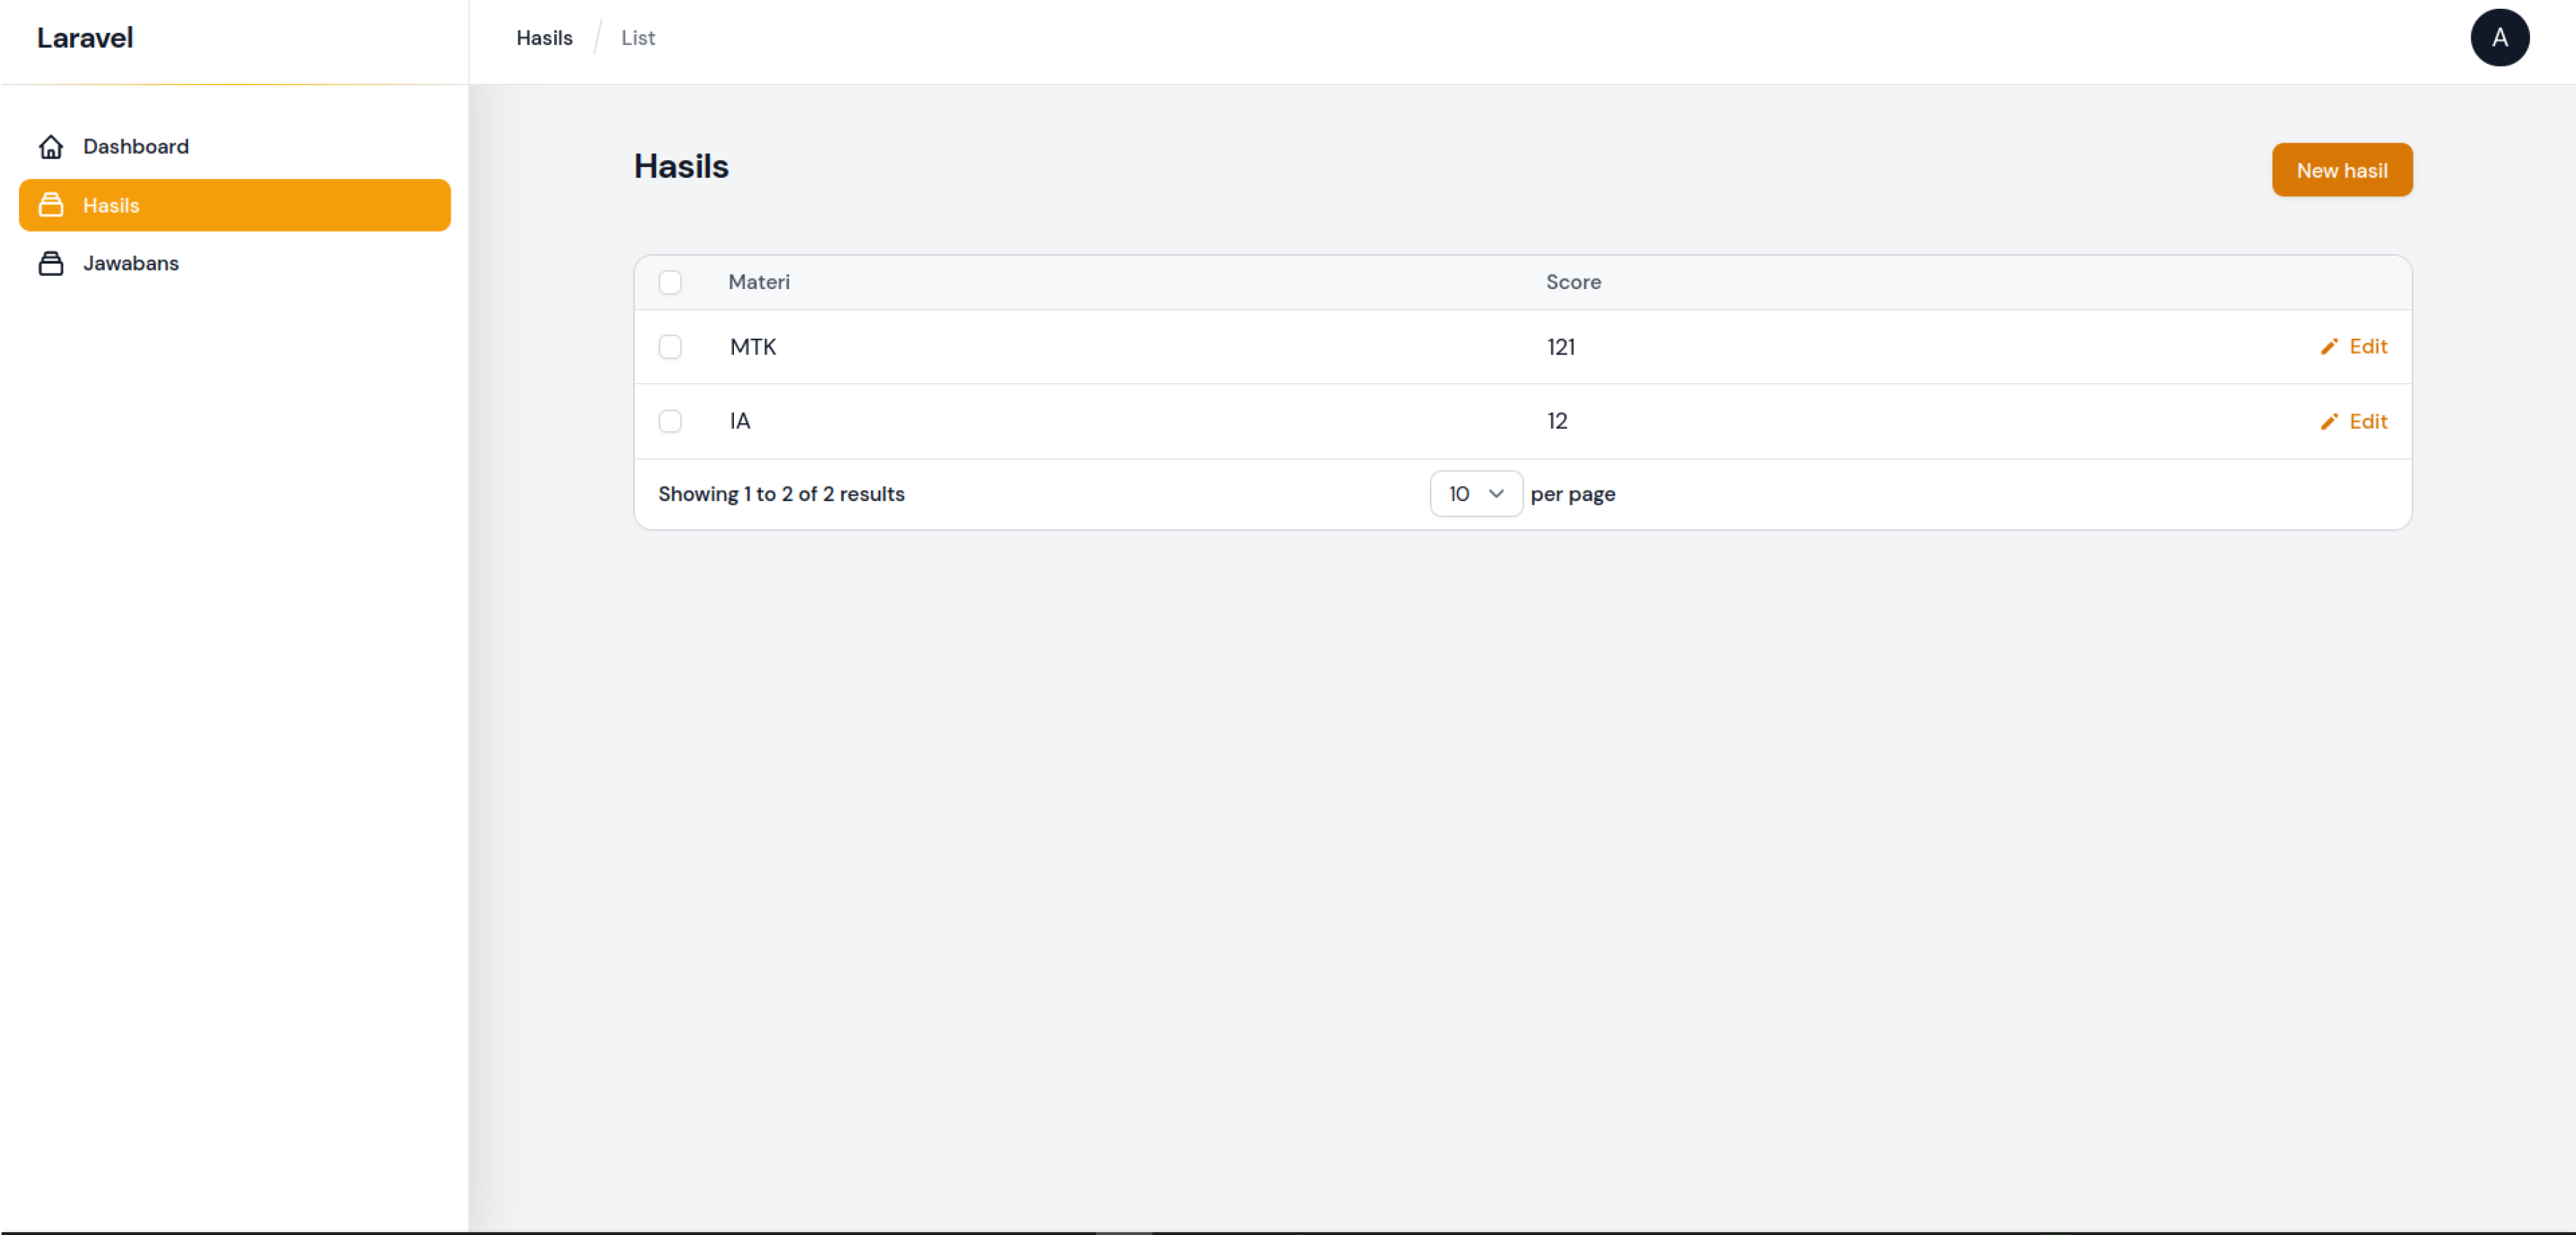 Laravel
Hasils / List
A
Dashboard
Hasils
Jawabans
Hasils
New hasil
Materi Score
MTK 121 Edit
IA 12 Edit
Showing 1 to 2 of 2 results 10 per page